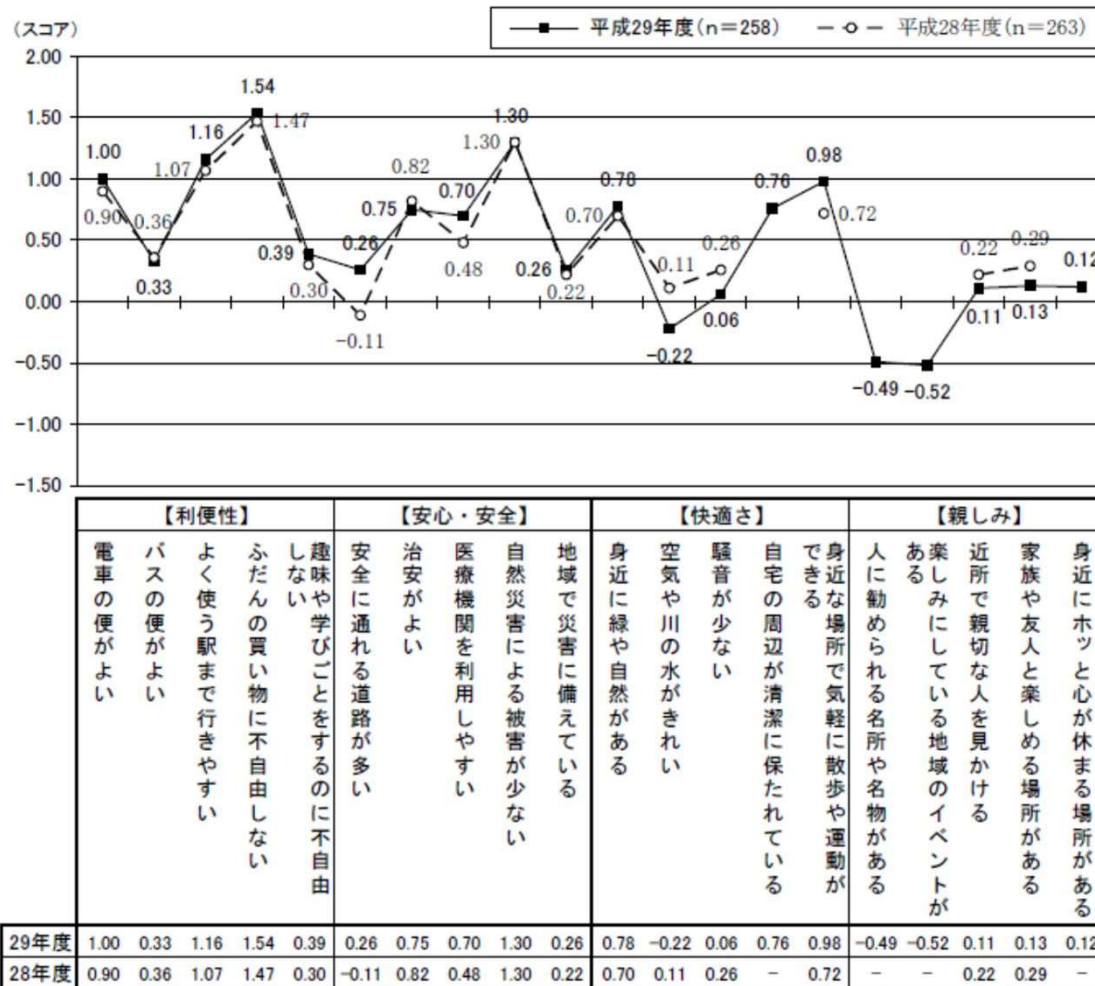 (スコア)
平成29年度(n=258)
平成28年度(n=263)
2.00
1.50
1.00
0.50
0.00
-0.50
-1.00
-1.50
1.00
0.33
1.16
1.54
0.39
0.26
0.75
0.70
1.30
0.26
0.78
-0.22
0.06
0.76
0.98
-0.49
-0.52
0.11
0.13
0.12
0.90
0.36
1.07
1.47
0.30
-0.11
0.82
0.48
1.30
0.22
0.70
0.11
0.26
0.72
0.22
0.29
【利便性】
電車の便がよい
バスの便がよい
よく使う駅まで行きやすい
ふだんの買い物に不自由しない
趣味や学びごとをするのに不自由
しない
【安心・安全】
安全に通れる道路が多い
治安がよい
医療機関を利用しやすい
自然災害による被害が少ない
地域で災害に備えている
【快適さ】
身近に緑や自然がある
空気や川の水がきれい
騒音が少ない
自宅の周辺が清潔に保たれている
身近な場所で気軽に散歩や運動が
できる
【親しみ】
人に勧められる名所や名物がある
楽しみにしている地域のイベントが
ある
近所で親切な人を見かける
家族や友人と楽しめる場所がある
身近にホッと心が休まる場所がある
29年度 1.00 0.33 1.16 1.54 0.39 0.26 0.75 0.70 1.30 0.26 0.78 -0.22 0.06 0.76 0.98 -0.49 -0.52 0.11 0.13 0.12
28年度 0.90 0.36 1.07 1.47 0.30 -0.11 0.82 0.48 1.30 0.22 0.70 0.11 0.26 - 0.72 - - 0.22 0.29 -